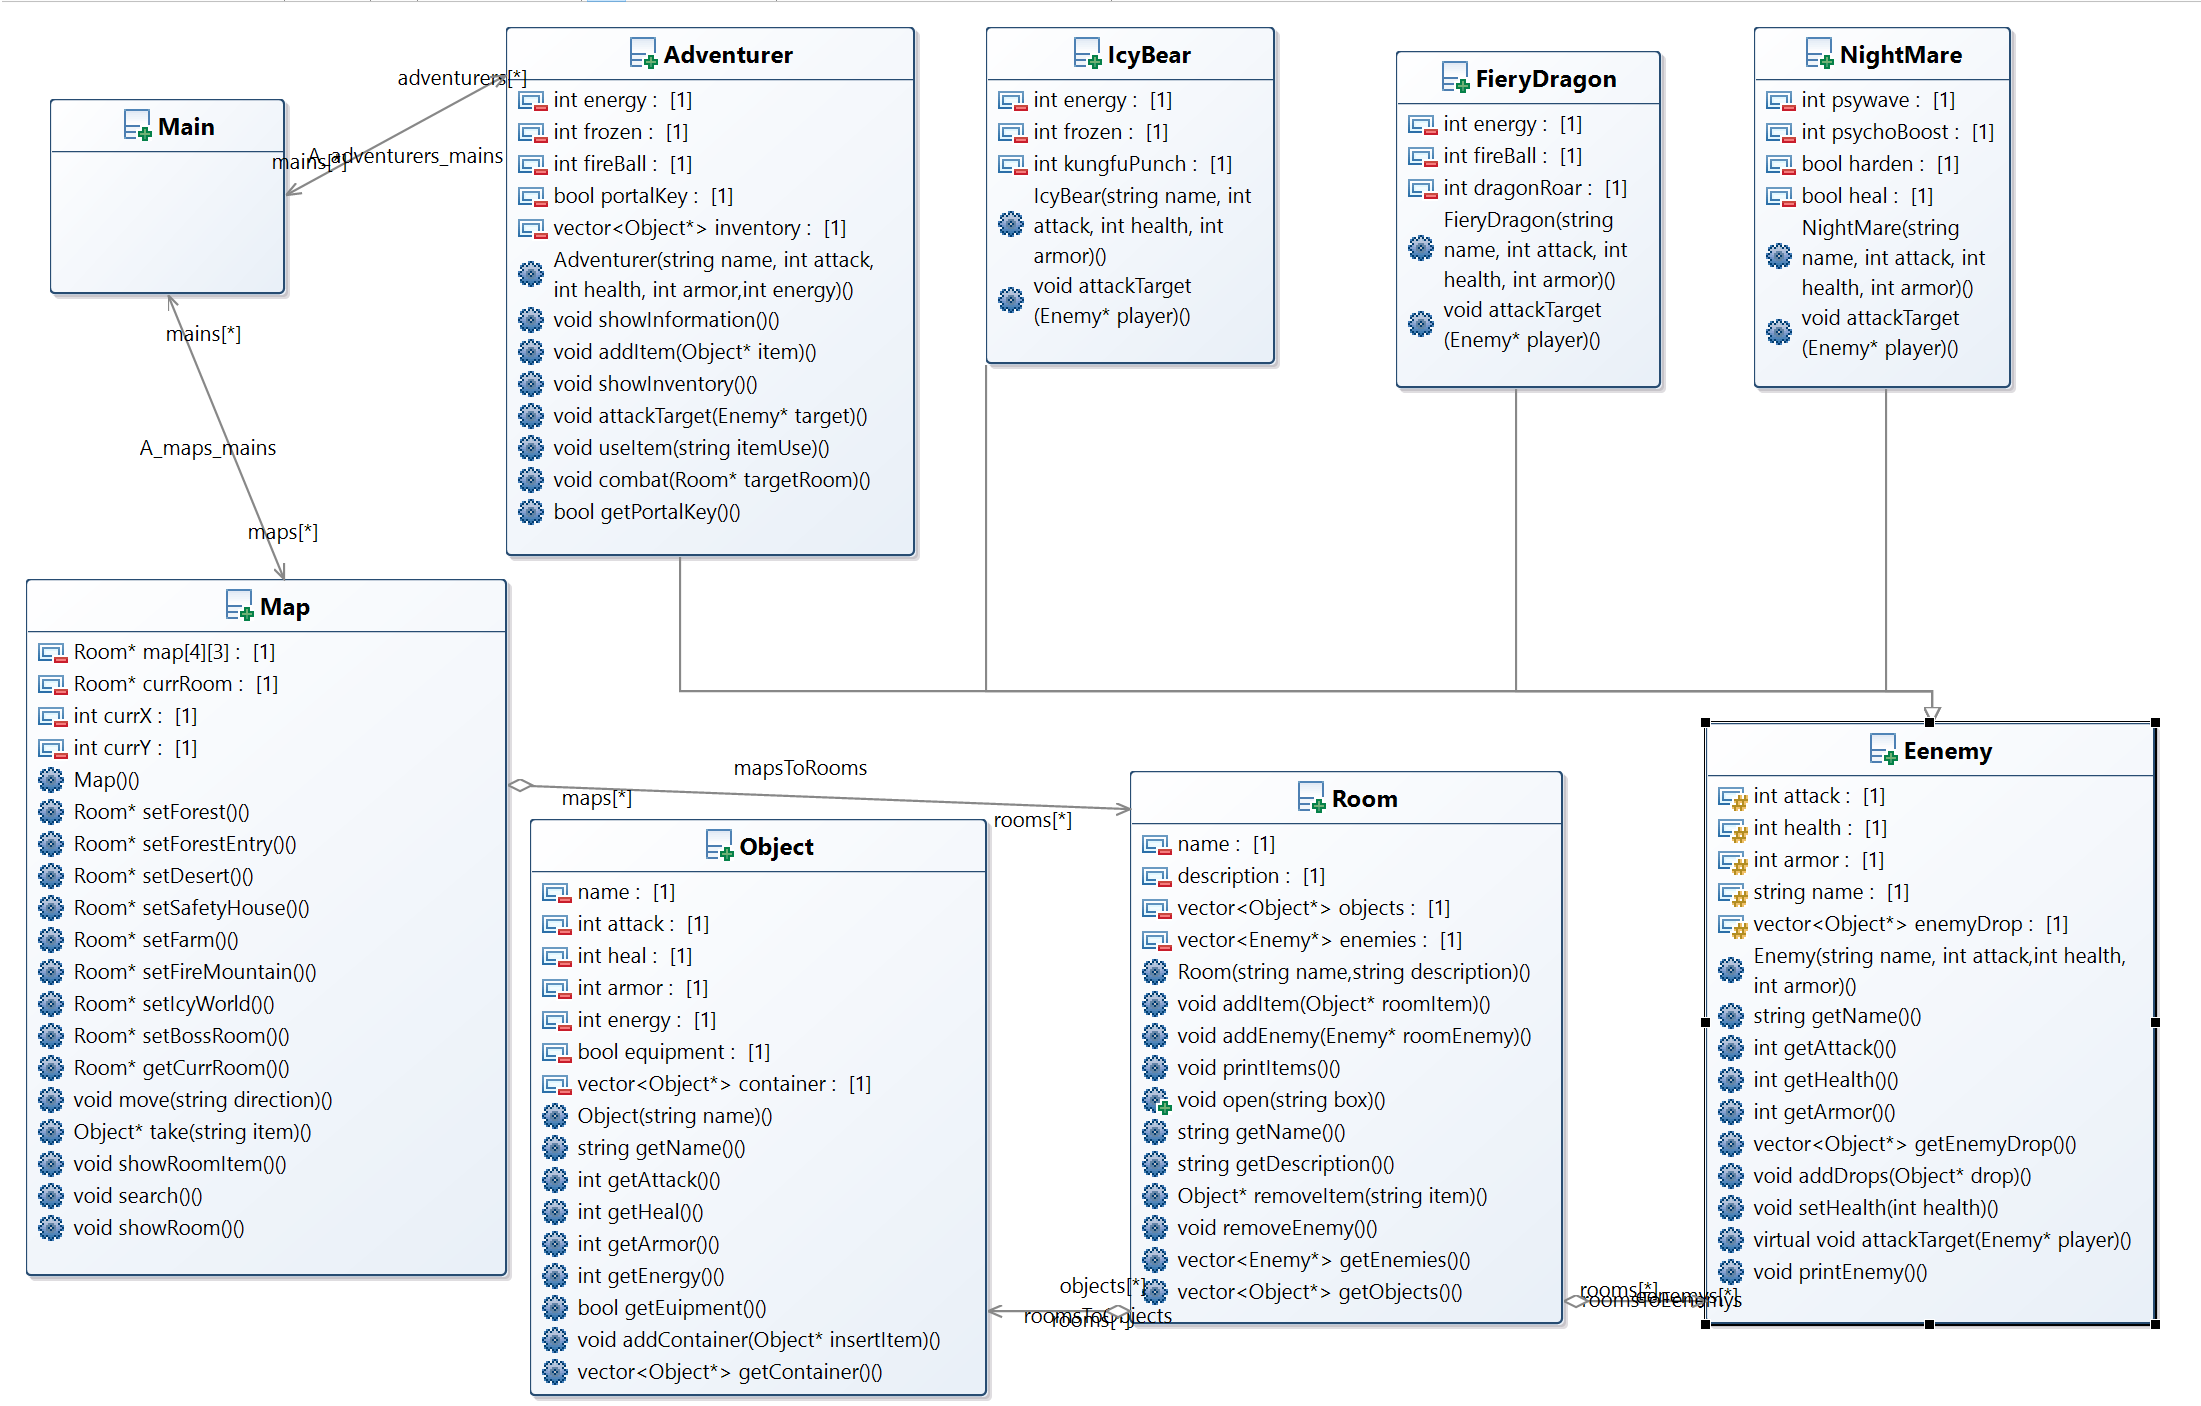 Main
mains[*]
A_adventurers_mains
adventurers[*]
mains[*]
A_maps_mains
maps[*]
Adventurer
int energy : [1]
int frozen : [1]
int fireBall : [1]
bool portalKey : [1]
vector<Object*> inventory : [1]
Adventurer(string name, int attack,
int health, int armor,int energy)()
void showInformation()()
void addItem(Object* item)()
void showInventory()()
void attackTarget(Enemy* target)()
void useItem(string itemUse)()
void combat(Room* targetRoom)()
bool getPortalKey()()
IcyBear
int energy : [1]
int frozen : [1]
int kungfuPunch : [1]
IcyBear(string name, int
attack, int health, int
armor)()
void attackTarget
(Enemy* player)()
FieryDragon
int energy : [1]
int fireBall : [1]
int dragonRoar : [1]
FieryDragon(string
name, int attack, int
health, int armor)()
void attackTarget
(Enemy* player)()
NightMare
int psywave : [1]
int psychoBoost : [1]
bool harden : [1]
bool heal : [1]
NightMare(string
name, int attack, int
health, int armor)()
void attackTarget
(Enemy* player)()
Map
Room* map[4][3] : [1]
Room* currRoom : [1]
int currX : [1]
int currY : [1]
Map()()
Room* setForest()()
Room* setForestEntry()()
Room* setDesert()()
Room* setSafetyHouse()()
Room* setFarm()()
Room* setFireMountain()()
Room* setIcyWorld()()
Room* setBossRoom()()
Room* getCurrRoom()()
void move(string direction)()
Object* take(string item)()
void showRoomItem()()
void search()()
void showRoom()()
mapsToRooms
maps[*]
rooms[*]
Object
name : [1]
int attack : [1]
int heal : [1]
int armor : [1]
int energy : [1]
bool equipment : [1]
vector<Object*> container : [1]
Object(string name)()
string getName()()
int getAttack()()
int getHeal()()
int getArmor()()
int getEnergy()()
bool getEuipment()()
void addContainer(Object* insertItem)()
vector<Object*> getContainer()()
Room
name : [1]
description : [1]
vector<Object*> objects : [1]
vector<Enemy*> enemies : [1]
Room(string name,string description)()
void addItem(Object* roomItem)()
void addEnemy(Enemy* roomEnemy)()
void printItems()()
void open(string box)()
string getName()()
string getDescription()()
Object* removeItem(string item)()
void removeEnemy()()
vector<Enemy*> getEnemies()()
vector<Object*> getObjects()()
objects[*]
roomsToObjects
rooms[*]
rooms[*]
eenemys[*]
roomsToEenemys
Eenemy
int attack : [1]
int health : [1]
int armor : [1]
string name : [1]
vector<Object*> enemyDrop : [1]
Enemy(string name, int attack,int health,
int armor)()
string getName()()
int getAttack()()
int getHealth()()
int getArmor()()
vector<Object*> getEnemyDrop()()
void addDrops(Object* drop)()
void setHealth(int health)()
virtual void attackTarget(Enemy* player)()
void printEnemy()()